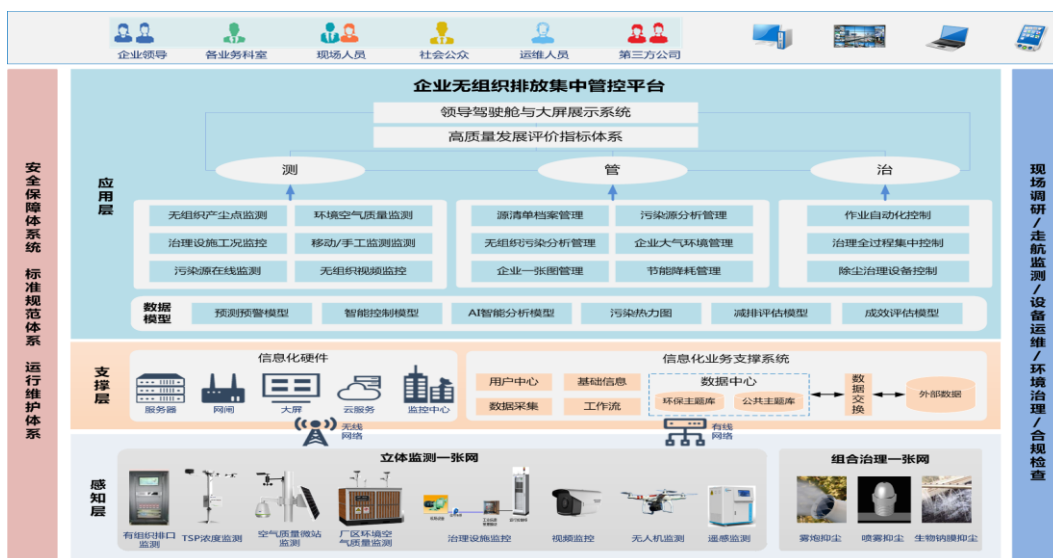 企业领导 各业务科室 现场人员 社会公众 运维人员 第三方公司
安全保障体系统 标准规范体系 运行维护体系
企业无组织排放集中管控平台
领导驾驶舱与大屏展示系统
高质量发展评价指标体系
应用层
测 管 治
无组织产尘点监测 环境空气质量监测 源清单档案管理 污染源分析管理 作业自动化控制
治理设施工况监控 移动/手工监测监测 无组织污染分析管理 企业大气环境管理 治理全过程集中控制
污染源在线监测 无组织视频监控 企业一张图管理 节能降耗管理 除尘治理设备控制
数据模型 预测预警模型 智能控制模型 AI智能分析模型 污染热力图 减排评估模型 成效评估模型
支撑层
信息化硬件
服务器 网闸 大屏 云服务 监控中心
信息化业务支撑系统
用户中心 基础信息 数据中心
数据采集 工作流 环保主题库 公共主题库
数据交换
外部数据
无线网络 有线网络
感知层
立体监测一张网
有组织排口监测 TSP浓度监测 空气质量微站监测 厂区环境空气质量监测 治理设施监控 视频监控 无人机监测 遥感监测
组合治理一张网
雾炮抑尘 喷雾抑尘 生物钠膜抑尘
现场调研/走航监测/设备运维/环境治理/合规检查